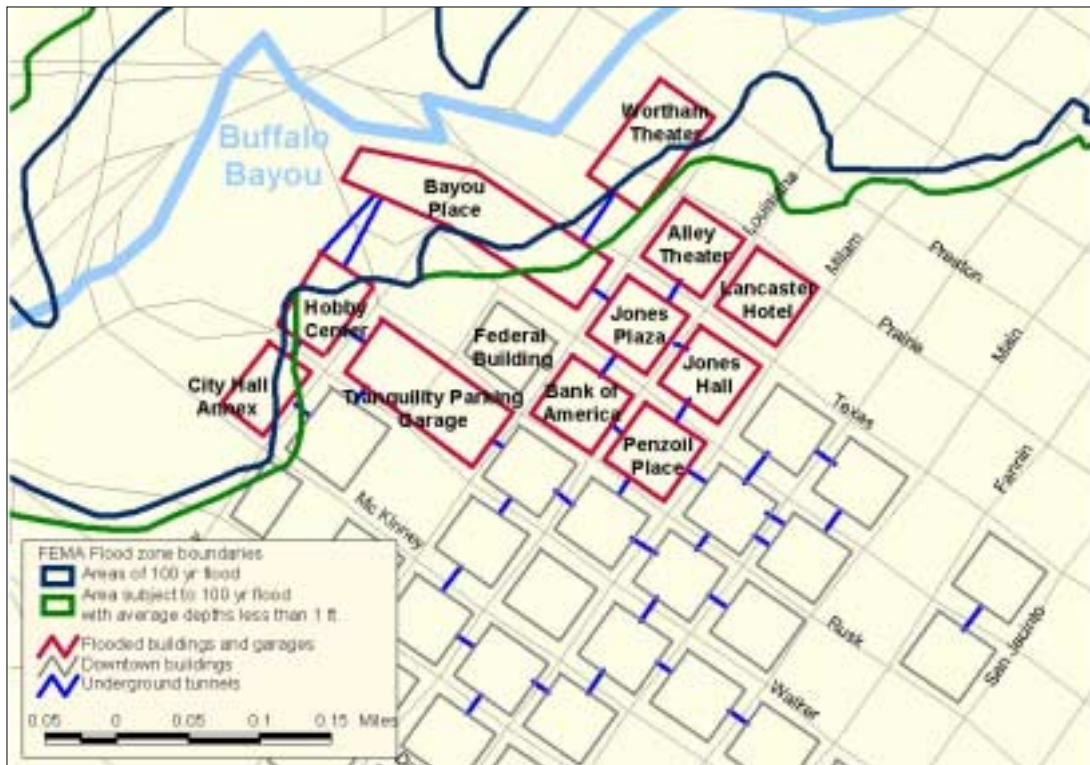 Wortham
Theater
Buffalo
Bayou
Bayou
Place
Louisiana
Alley
Theater
Milam
Preston
Lancaster
Hotel
Hobby
Center
Jones
Plaza
Prairie
Main
Federal
Building
Jones
Hall
City Hall
Annex
Tranquility Parking
Garage
Bank of
America
Texas
Penzoil
Place
Fannin
Mc Kinney
FEMA Flood zone boundaries
Areas of 100 yr flood
Area subject to 100 yr flood
with average depths less than 1 ft.
Flooded buildings and garages
Downtown buildings
Underground tunnels
0.05 0 0.05 0.1 0.15 Miles
Rusk
San Jacinto
Walker